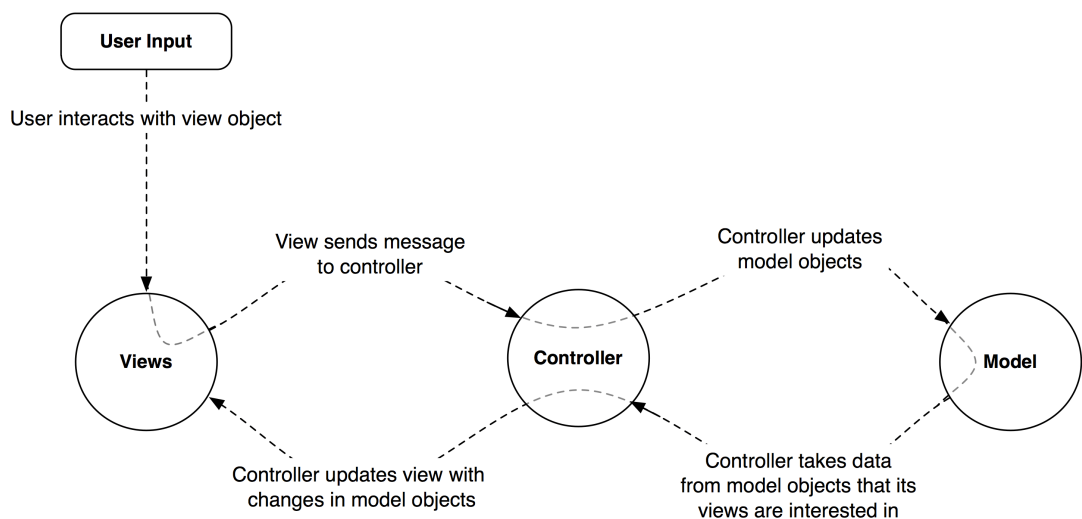 User Input
User interacts with view object
View sends message
to controller
Controller updates
model objects
Views
Controller
Model
Controller updates view with
changes in model objects
Controller takes data
from model objects that its
views are interested in